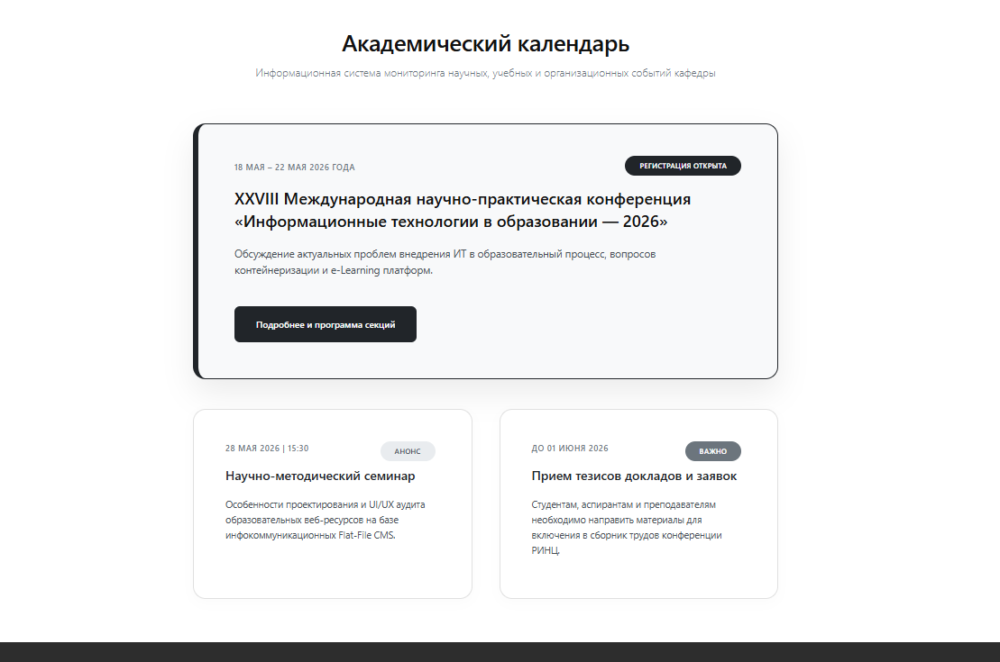 Академический календарь
Информационная система мониторинга научных, учебных и организационных событий кафедры
18 МАЯ – 22 МАЯ 2026 ГОДА
РЕГИСТРАЦИЯ ОТКРЫТА
XXVIII Международная научно-практическая конференция
«Информационные технологии в образовании — 2026»
Обсуждение актуальных проблем внедрения ИТ в образовательный процесс, вопросов
контейнеризации и e-Learning платформ.
Подробнее и программа секций
28 МАЯ 2026 | 15:30
АНОНС
Научно-методический семинар
Особенности проектирования и UI/UX аудита
образовательных веб-ресурсов на базе
инфокоммуникационных Flat-File CMS.
ДО 01 ИЮНЯ 2026
ВАЖНО
Прием тезисов докладов и заявок
Студентам, аспирантам и преподавателям
необходимо направить материалы для
включения в сборник трудов конференции
РИНЦ.